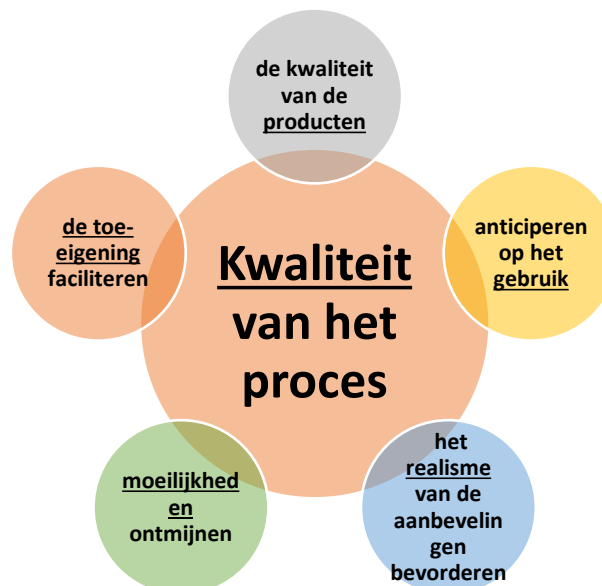 de kwaliteit
van de
producten
anticiperen
op het
gebruik
het
realisme
van de
aanbevelin
gen
bevorderen
moeilijkhed
en
ontmijnen
de toe-
eigening
faciliteren
Kwaliteit
van het
proces